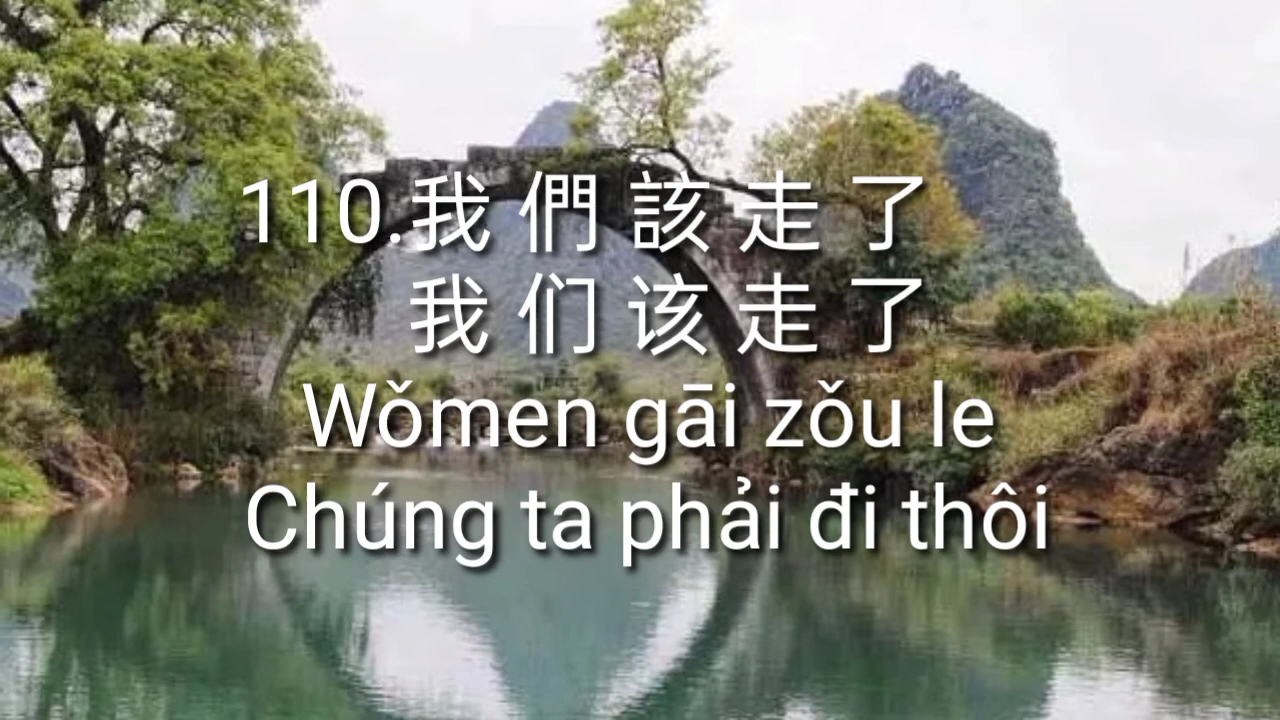 110.我 們 該 走 了
我 们 该 走 了
Wǒmen gāi zǒu le
Chúng ta phải đi thôi